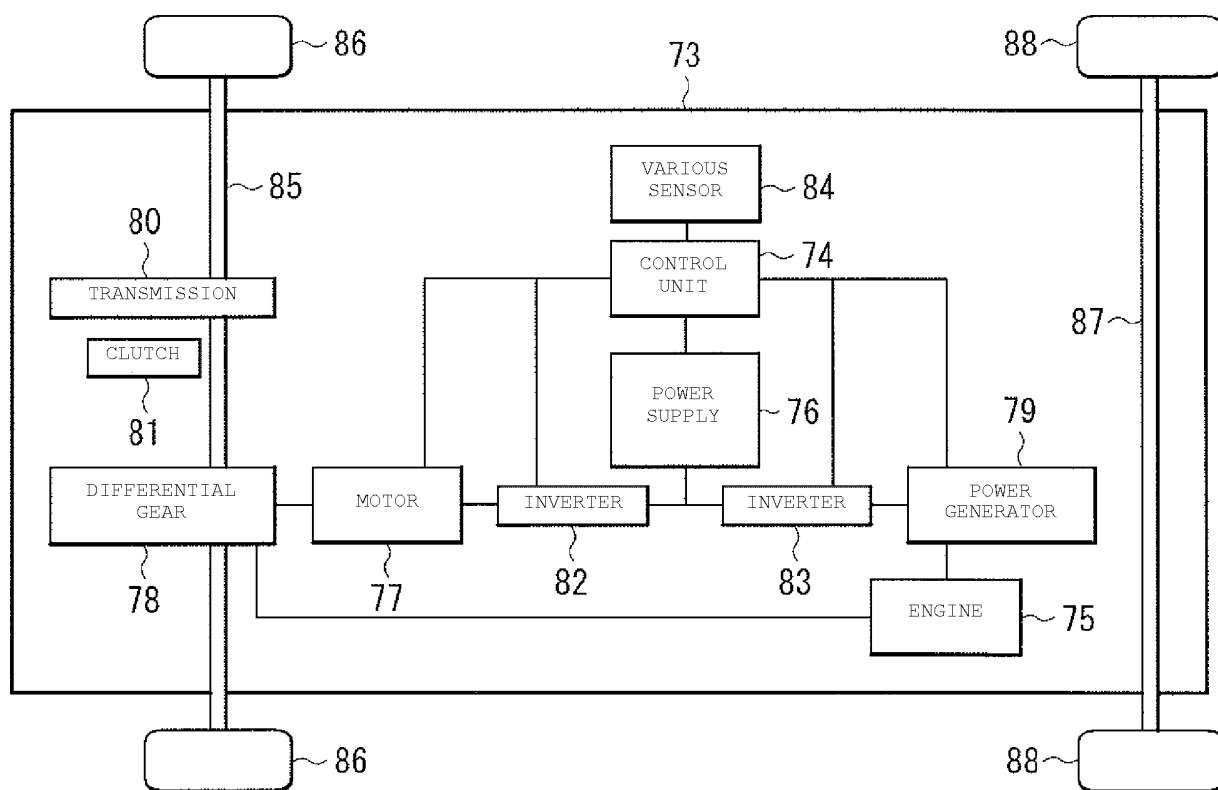 86
88
73
VARIOUS
SENSOR
84
85
80
CONTROL
UNIT
74
TRANSMISSION
87
CLUTCH
81
POWER
SUPPLY
76
79
DIFFERENTIAL
GEAR
MOTOR
INVERTER
INVERTER
POWER
GENERATOR
78
77
82
83
ENGINE
75
86
88